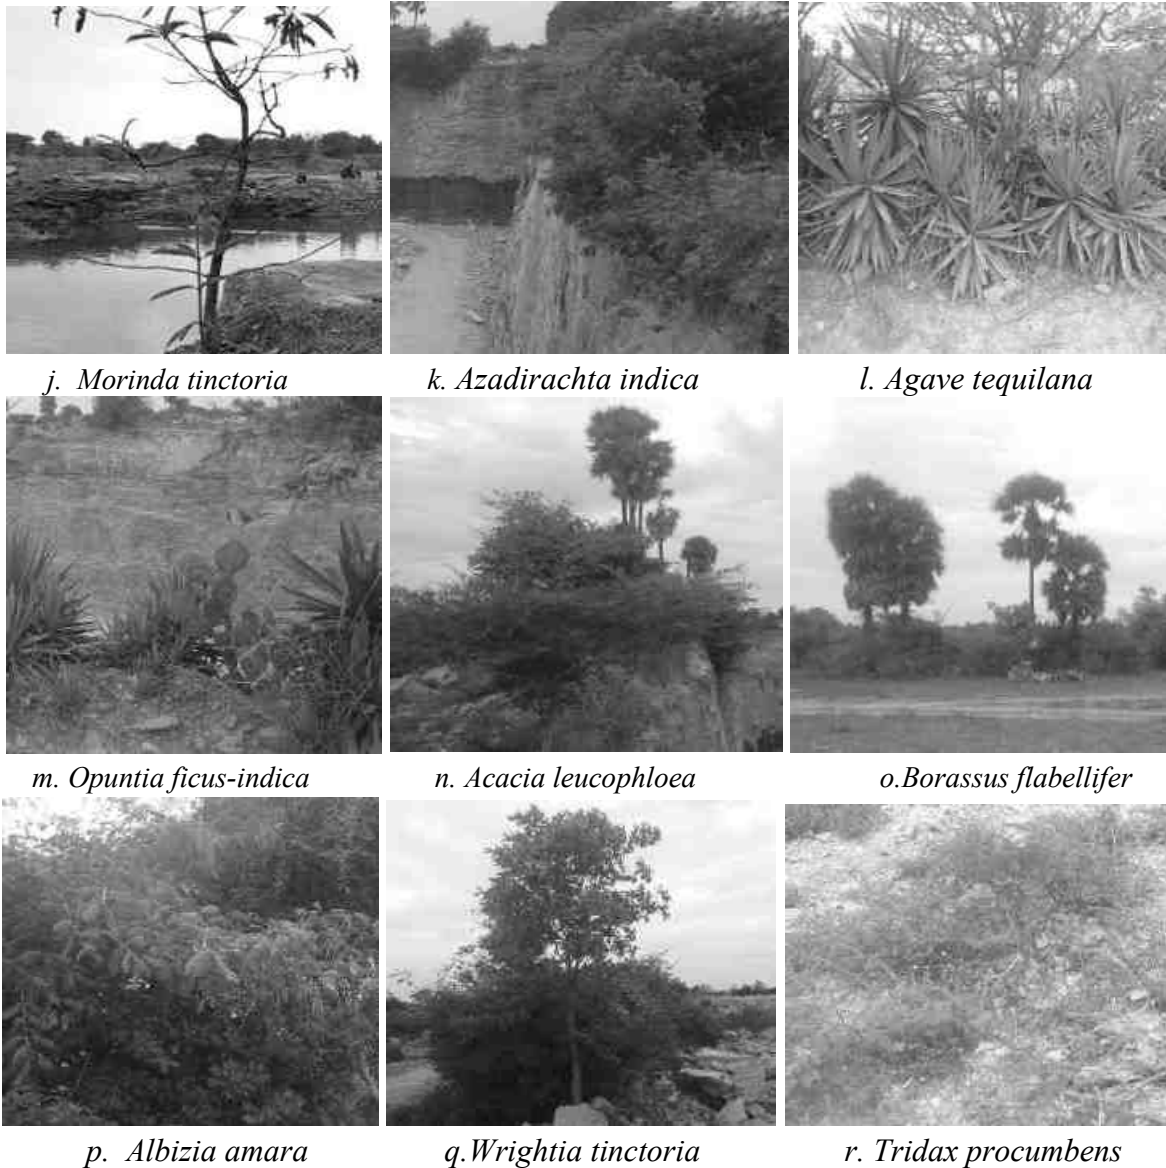 j. Morinda tinctoria
k. Azadirachta indica
l. Agave tequilana
m. Opuntia ficus-indica
n. Acacia leucophloea
o.Borassus flabellifer
p. Albizia amara
q.Wrightia tinctoria
r. Tridax procumbens